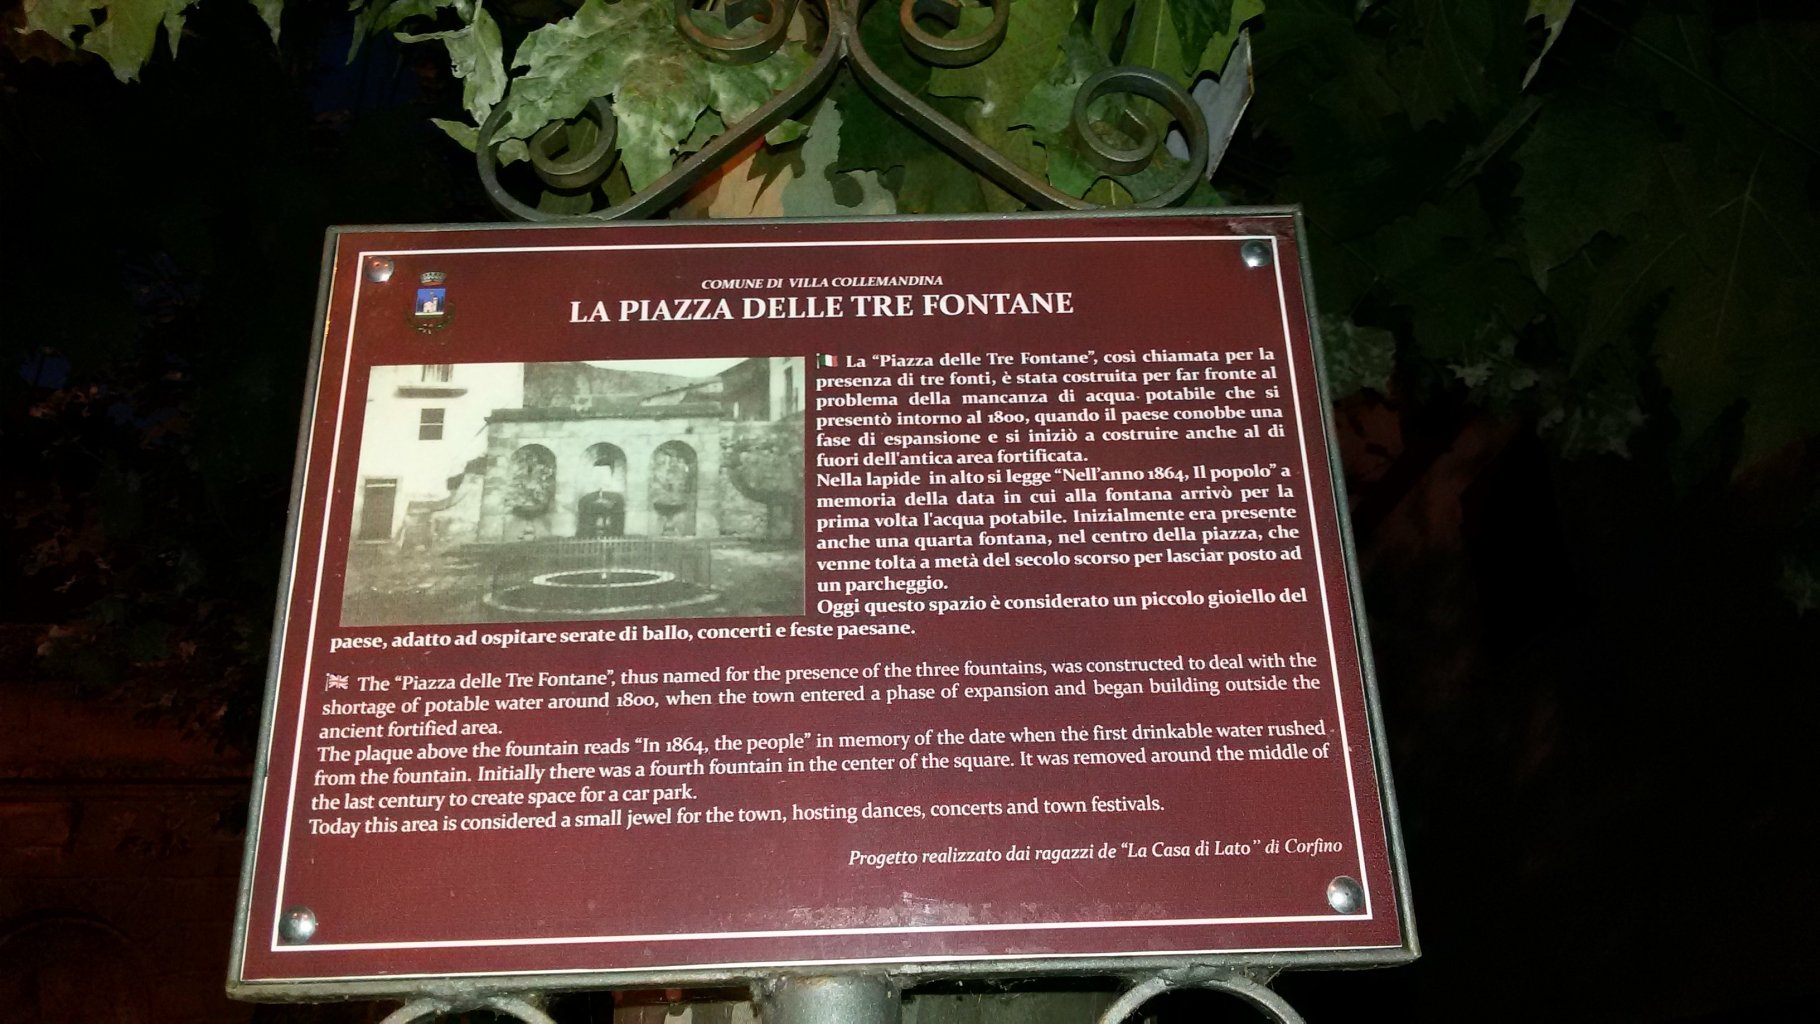 COMUNE DI VILLA COLLEMANDINA
LA PIAZZA DELLE TRE FONTANE
La “Piazza delle Tre Fontane”, così chiamata per la
presenza di tre fonti, è stata costruita per far fronte al
problema della mancanza di acqua potabile che si
presentò intorno al 1800, quando il paese conobbe una
fase di espansione e si iniziò a costruire anche al di
fuori dell'antica area fortificata.
Nella lapide in alto si legge “Nell’anno 1864, Il popolo” a
memoria della data in cui alla fontana arrivò per la
prima volta l'acqua potabile. Inizialmente era presente
anche una quarta fontana, nel centro della piazza, che
venne tolta a metà del secolo scorso per lasciar posto ad
un parcheggio.
Oggi questo spazio è considerato un piccolo gioiello del
paese, adatto ad ospitare serate di ballo, concerti e feste paesane.
The “Piazza delle Tre Fontane”, thus named for the presence of the three fountains, was constructed to deal with the
shortage of potable water around 1800, when the town entered a phase of expansion and began building outside the
ancient fortified area.
The plaque above the fountain reads “In 1864, the people” in memory of the date when the first drinkable water rushed
from the fountain. Initially there was a fourth fountain in the center of the square. It was removed around the middle of
the last century to create space for a car park.
Today this area is considered a small jewel for the town, hosting dances, concerts and town festivals.
Progetto realizzato dai ragazzi de “La Casa di Lato” di Corfino